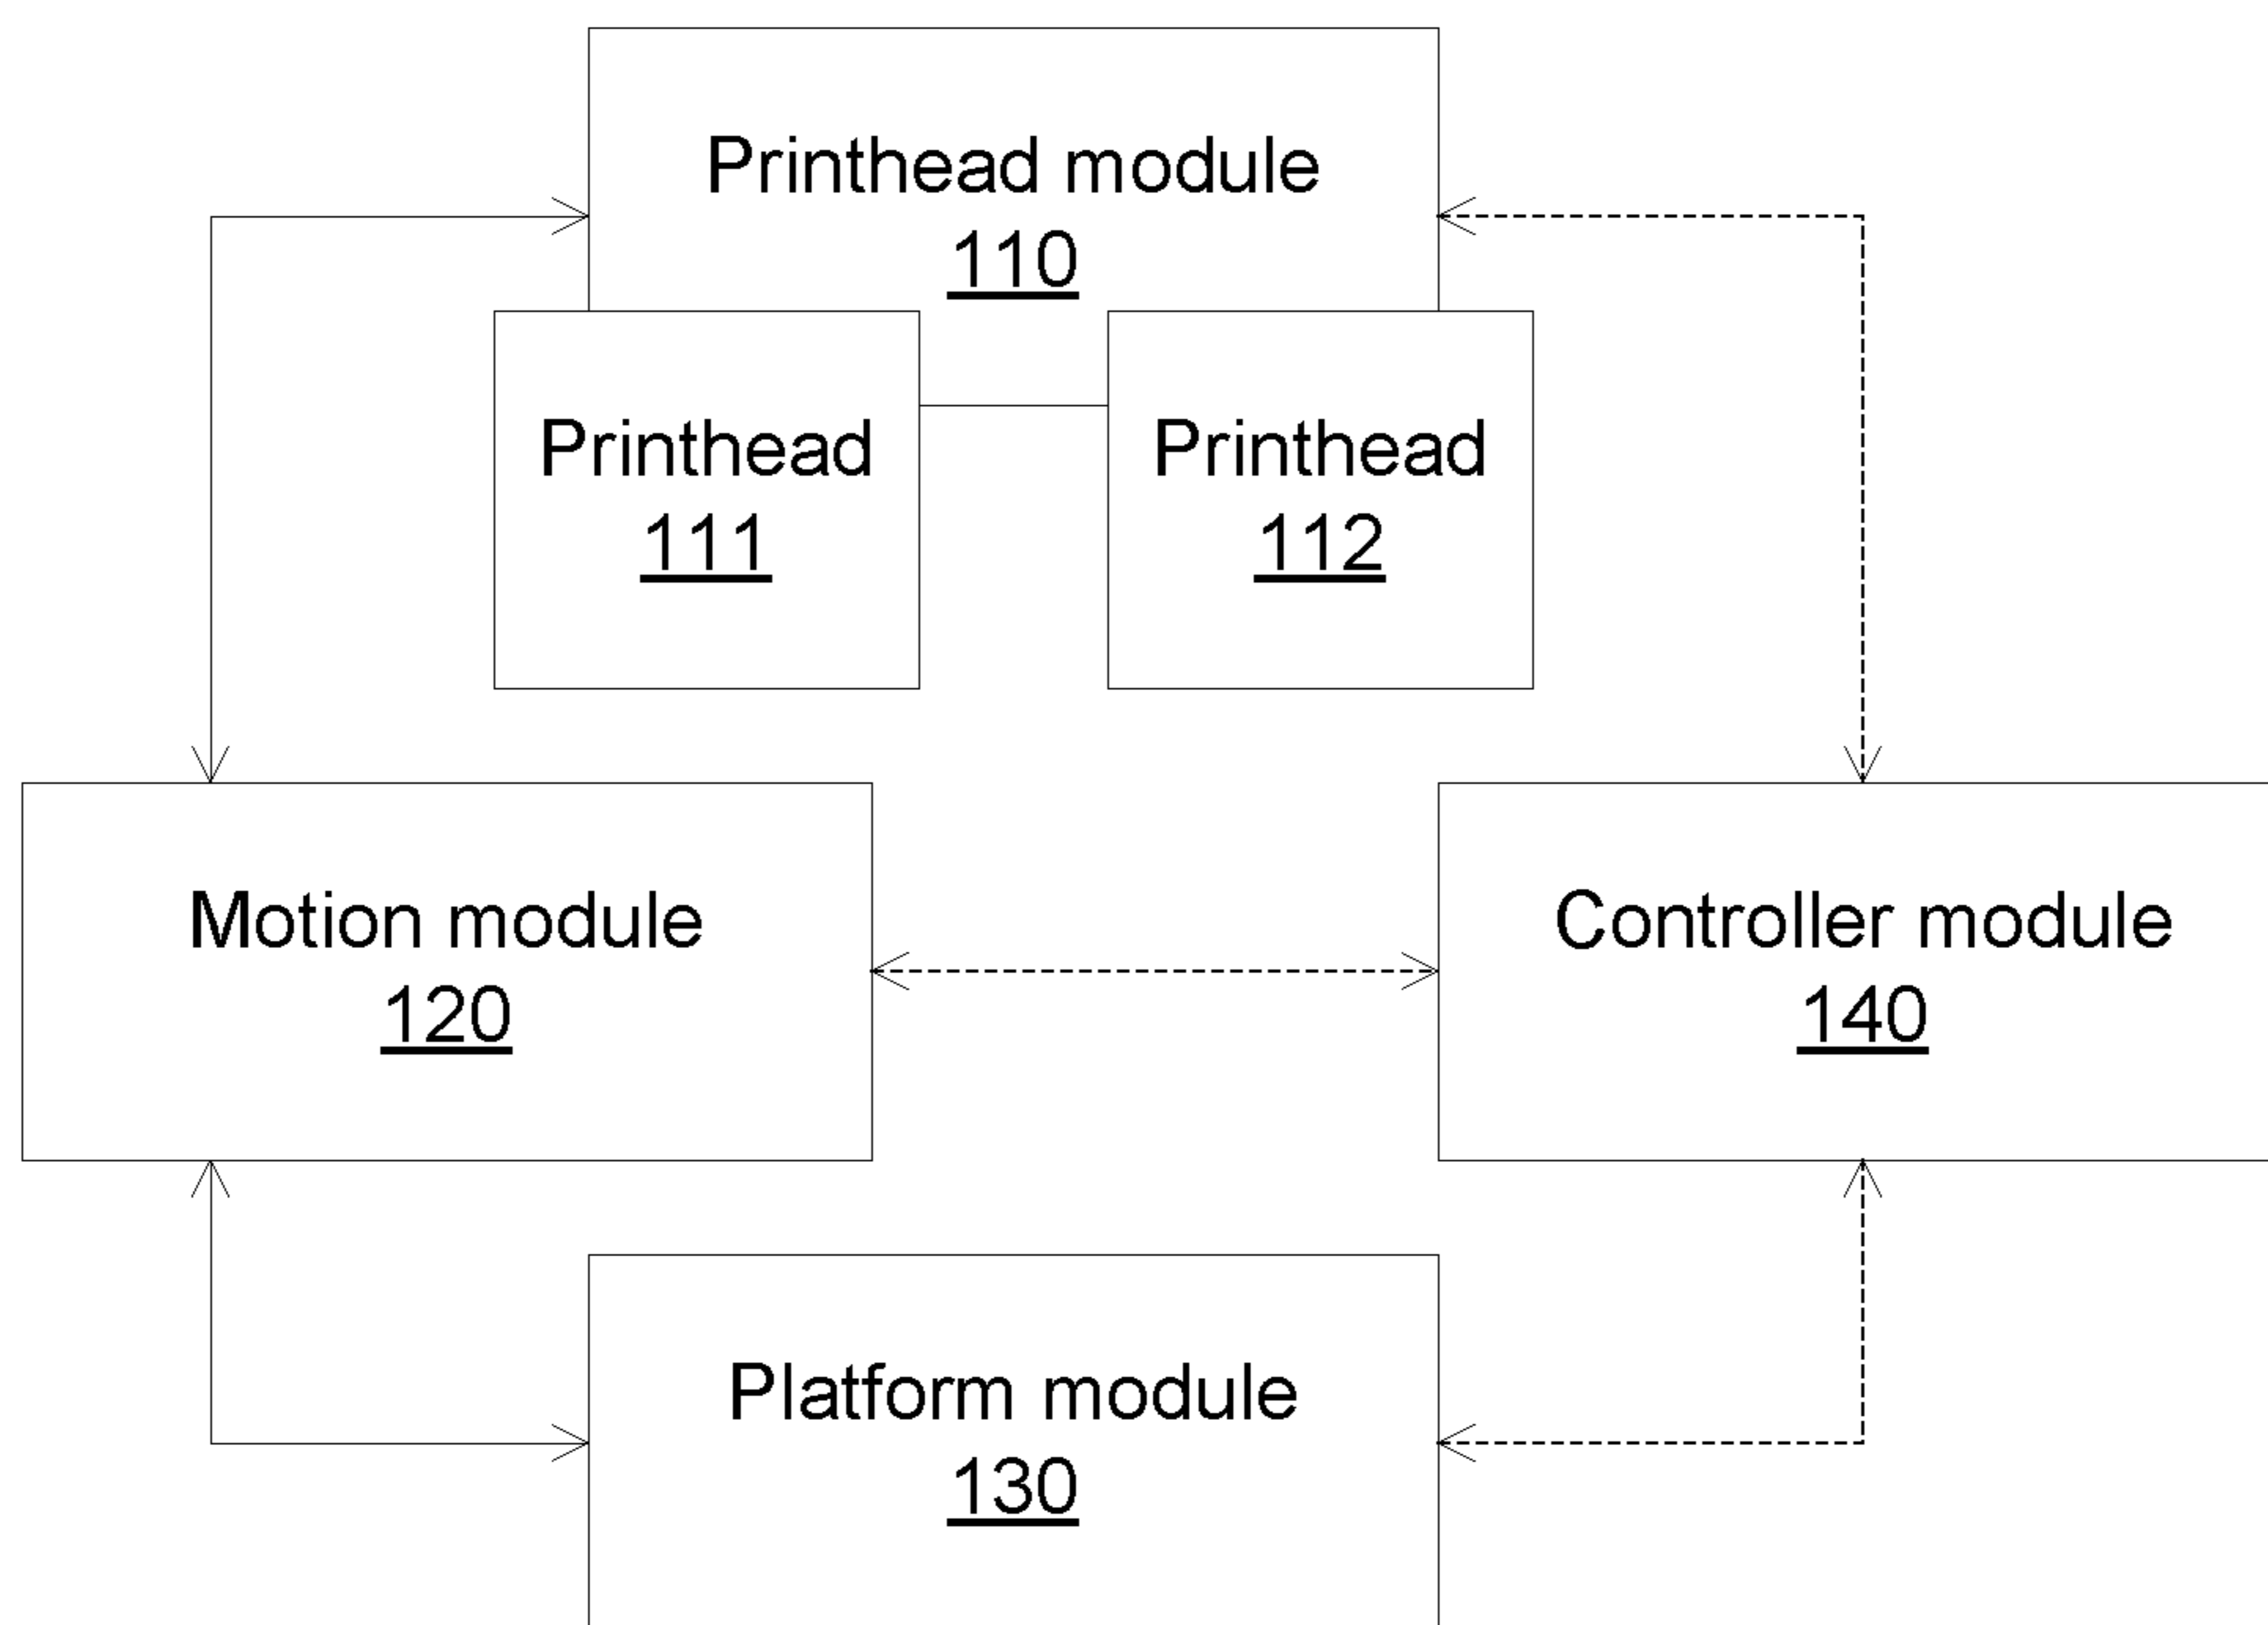 Printhead module
110
Printhead
111
Printhead
112
Motion module
120
Controller module
140
Platform module
130